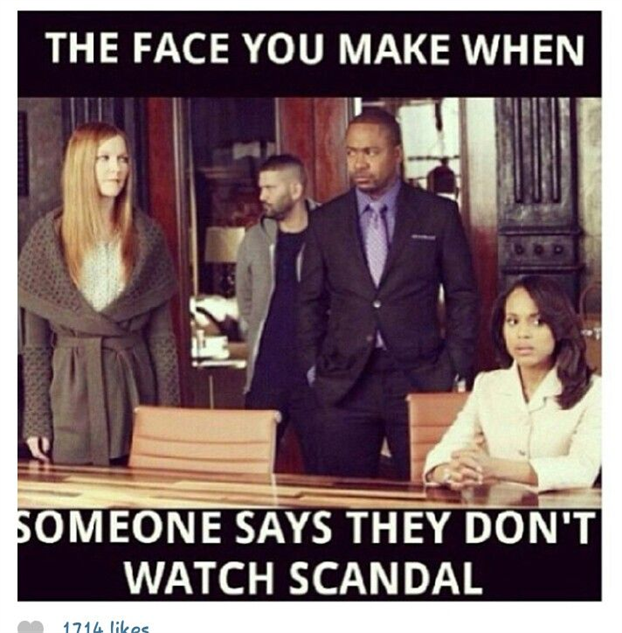 THE FACE YOU MAKE WHEN
SOMEONE SAYS THEY DON'T
WATCH SCANDAL
1714 likes